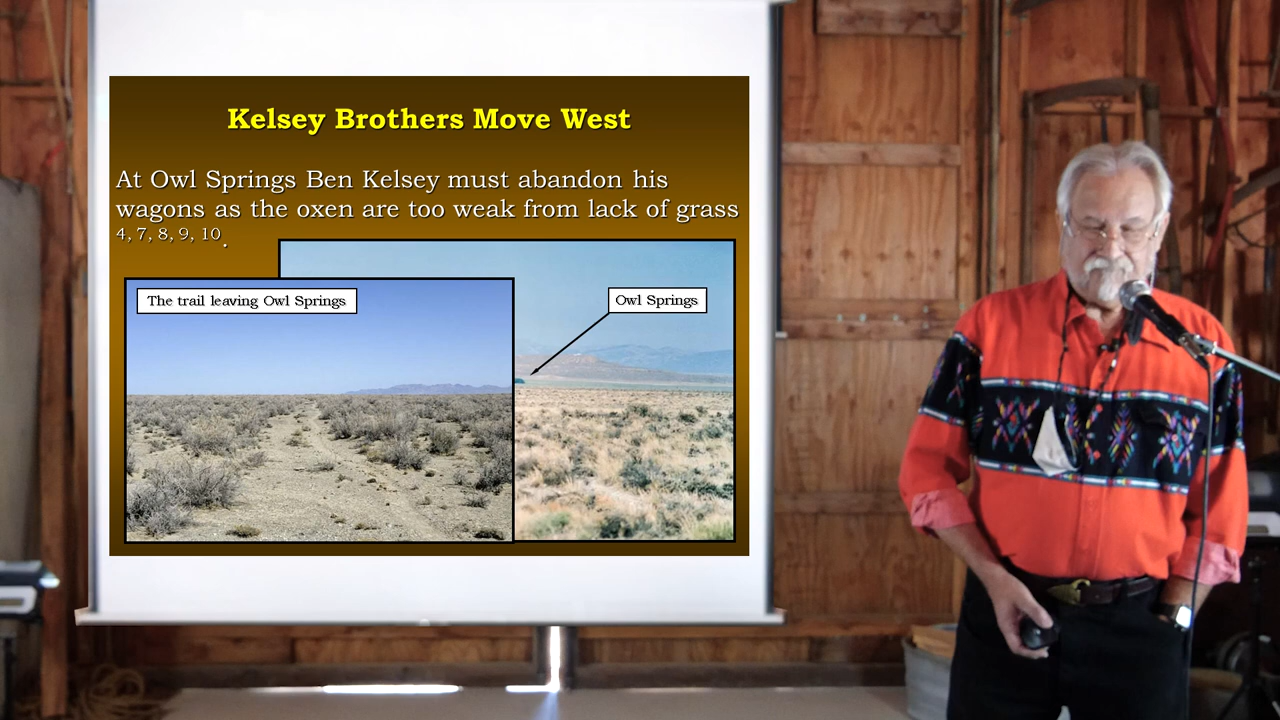 Kelsey Brothers Move West
At Owl Springs Ben Kelsey must abandon his
wagons as the oxen are too weak from lack of grass
4, 7, 8, 9, 10.
The trail leaving Owl Springs
Owl Springs